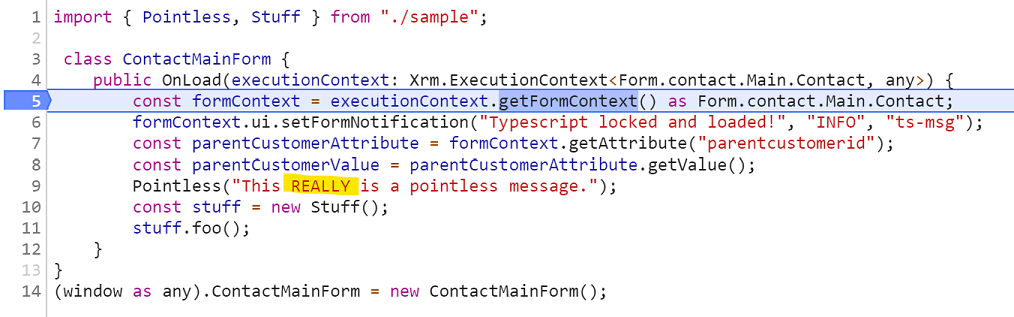 1 import { Pointless, Stuff } from "./sample";
2
3 class ContactMainForm {
4 public OnLoad(executionContext: Xrm.ExecutionContext<Form.contact.Main.Contact, any>) {
5 const formContext = executionContext.getFormContext() as Form.contact.Main.Contact;
6 formContext.ui.setFormNotification("Typescript locked and loaded!", "INFO", "ts-msg");
7 const parentCustomerAttribute = formContext.getAttribute("parentcustomerid");
8 const parentCustomerValue = parentCustomerAttribute.getValue();
9 Pointless("This REALLY is a pointless message.");
10 const stuff = new Stuff();
11 stuff.foo();
12 }
13 }
14 (window as any).ContactMainForm = new ContactMainForm();